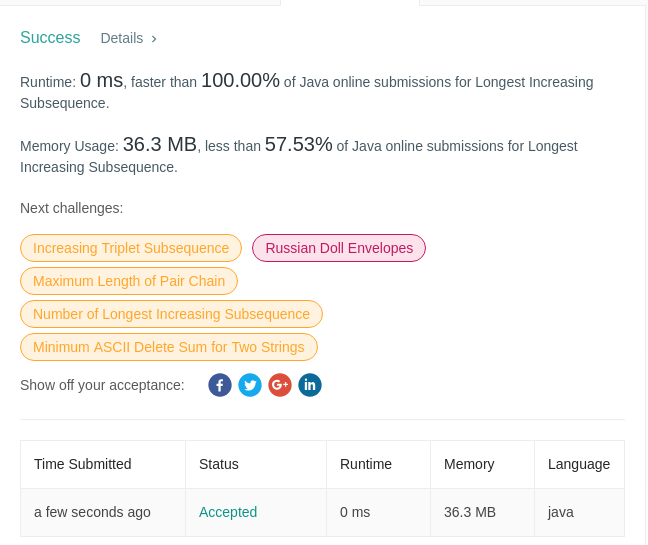 Success Details >
Runtime: 0 ms, faster than 100.00% of Java online submissions for Longest Increasing
Subsequence.
Memory Usage: 36.3 MB, less than 57.53% of Java online submissions for Longest
Increasing Subsequence.
Next challenges:
Increasing Triplet Subsequence Russian Doll Envelopes
Maximum Length of Pair Chain
Number of Longest Increasing Subsequence
Minimum ASCII Delete Sum for Two Strings
Show off your acceptance: f G+ in
Time Submitted Status Runtime Memory Language
a few seconds ago Accepted 0 ms 36.3 MB java